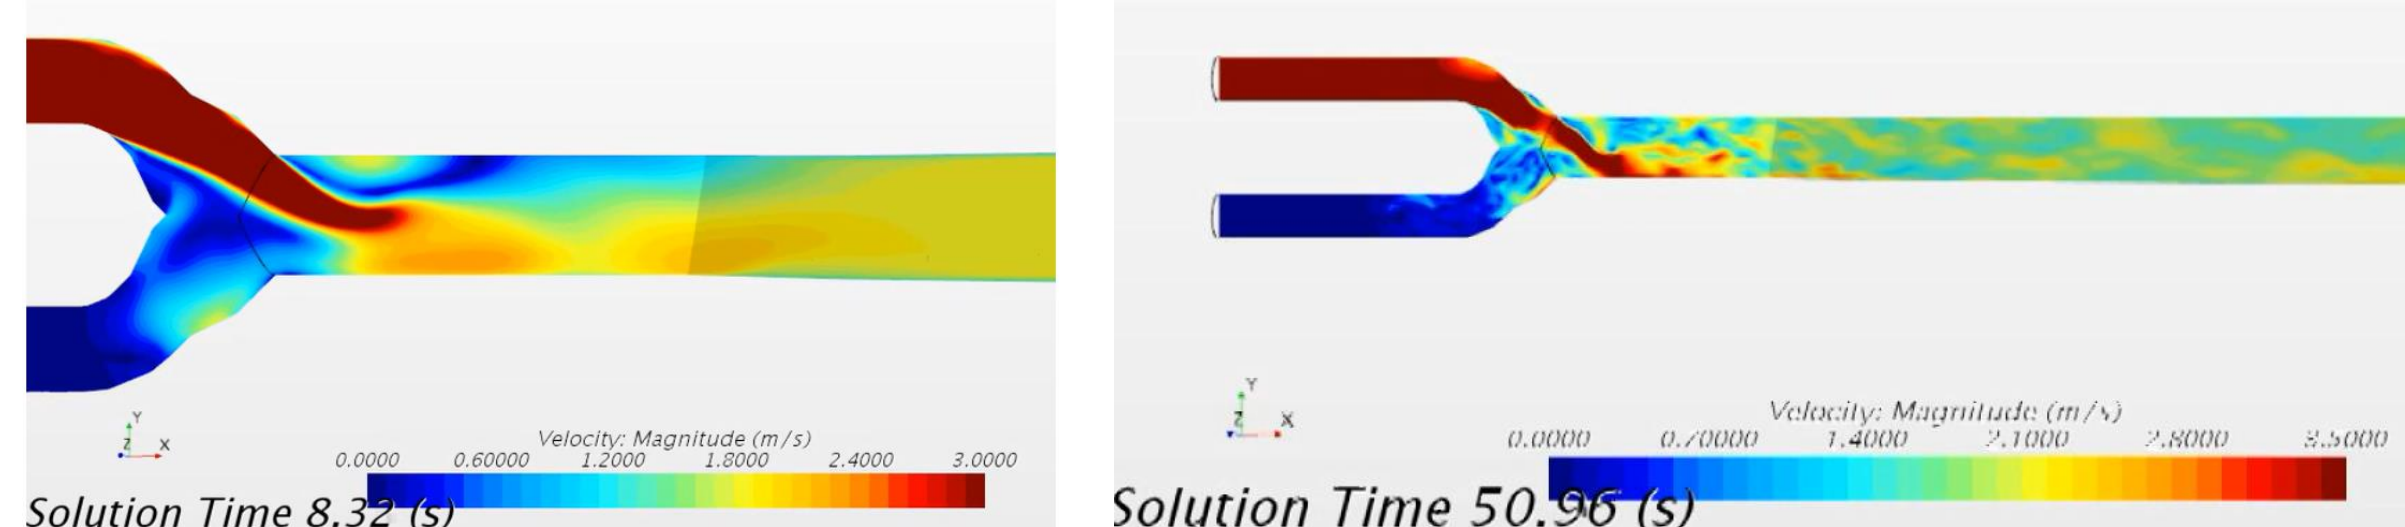 Y
Z X
Velocity: Magnitude (m/s)
0.0000 0.60000 1.2000 1.8000 2.4000 3.0000
Solution Time 8.32 (s)
Y
Z X
Velocity: Magnitude (m/s)
0.0000 0.70000 1.4000 2.1000 2.8000 3.5000
Solution Time 50.96 (s)